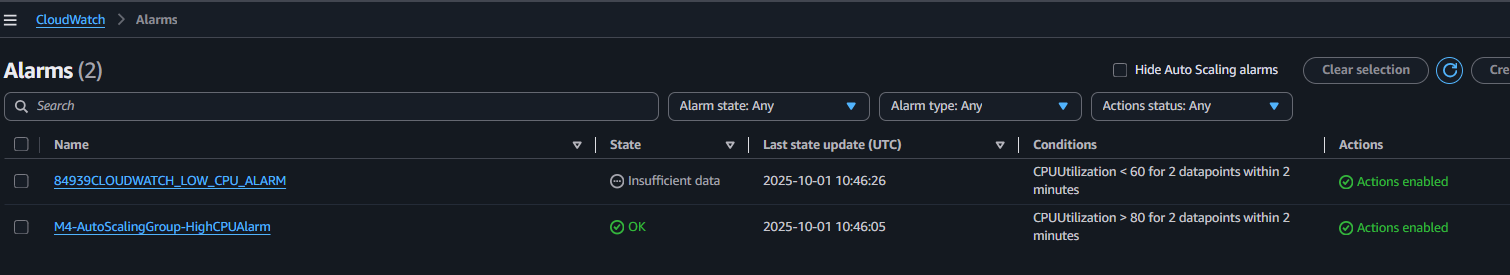 CloudWatch > Alarms
Alarms (2)
Hide Auto Scaling alarms
Clear selection
Search
Alarm state: Any
Alarm type: Any
Actions status: Any
Name State Last state update (UTC) Conditions Actions
84939CLOUDWATCH_LOW_CPU_ALARM Insufficient data 2025-10-01 10:46:26 CPUUtilization < 60 for 2 datapoints within 2 Actions enabled
minutes
M4-AutoScalingGroup-HighCPUAlarm OK 2025-10-01 10:46:05 CPUUtilization > 80 for 2 datapoints within 2 Actions enabled
minutes